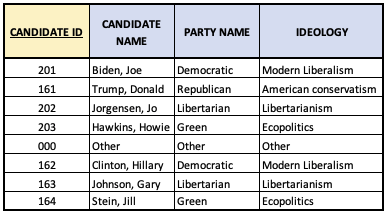 CANDIDATE ID CANDIDATE NAME PARTY NAME IDEOLOGY
201 Biden, Joe Democratic Modern Liberalism
161 Trump, Donald Republican American conservatism
202 Jorgensen, Jo Libertarian Libertarianism
203 Hawkins, Howie Green Ecopolitics
000 Other Other Other
162 Clinton, Hillary Democratic Modern Liberalism
163 Johnson, Gary Libertarian Libertarianism
164 Stein, Jill Green Ecopolitics